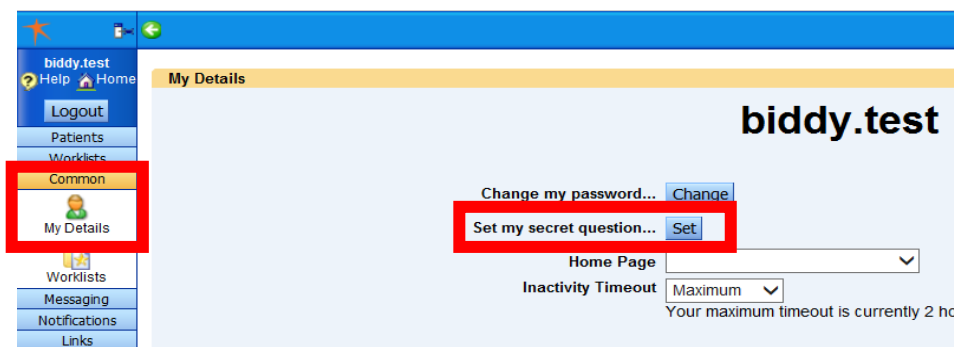 biddy.test
Help Home
Logout
Patients
Worklists
Common
My Details
Worklists
Messaging
Notifications
Links
My Details
biddy.test
Change my password... Change
Set my secret question... Set
Home Page
Inactivity Timeout Maximum
Your maximum timeout is currently 2 ho